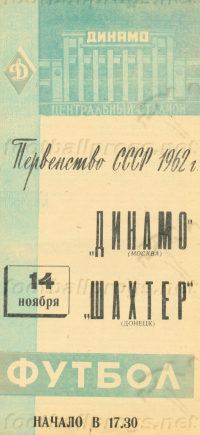 ДИНАМО
Д
ЦЕНТРАЛЬНЫЙ СТАДИОН
Первенство СССР 1962 г.
„ДИНАМО"
(МОСКВА)
14
ноября
„ШАХТЕР"
(ДОНЕЦК)
ФУТБОЛ
НАЧАЛО В 17.30